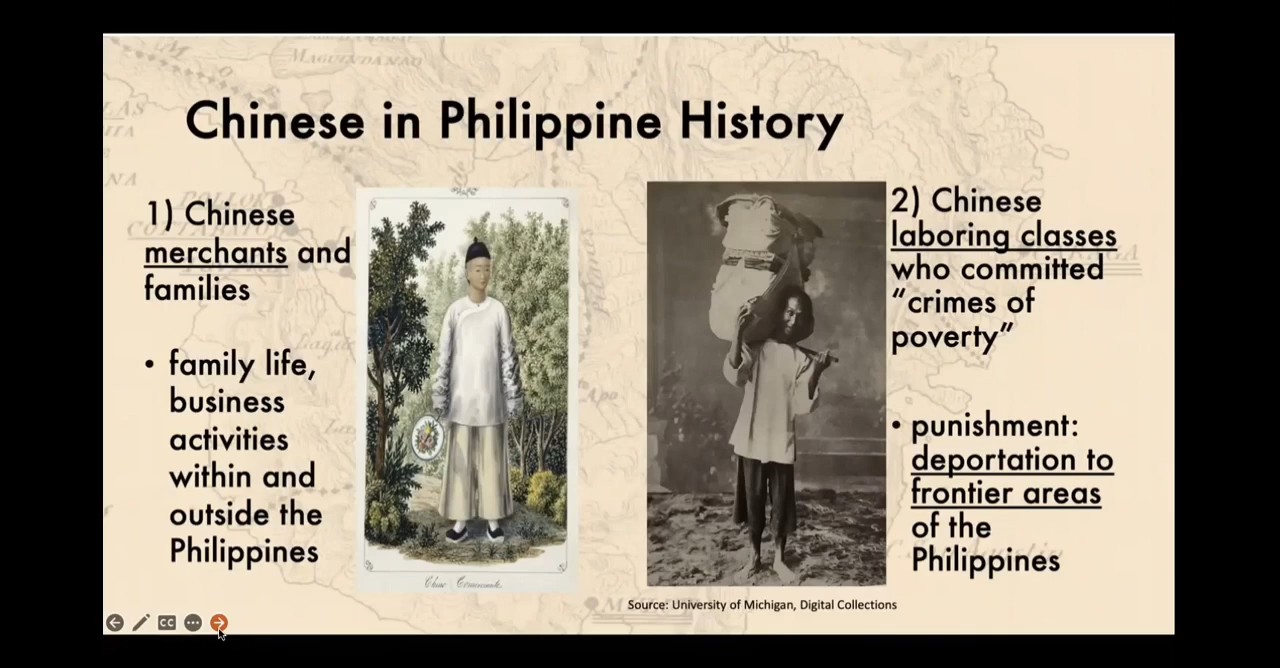 Chinese in Philippine History
1) Chinese
merchants and
families
• family life,
business
activities
within and
outside the
Philippines
2) Chinese
laboring classes
who committed
“crimes of
poverty”
• punishment:
deportation to
frontier areas
of the
Philippines
Source: University of Michigan, Digital Collections
MAGUINDANAO
CC